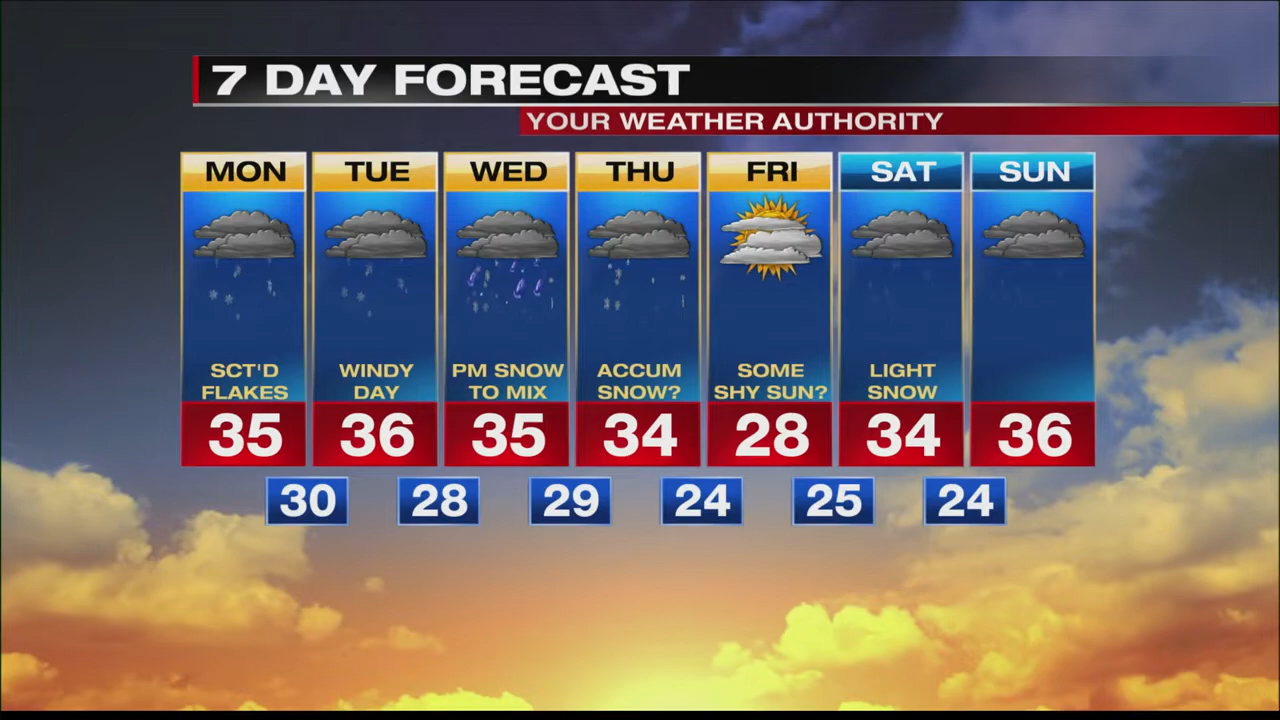 7 DAY FORECAST
YOUR WEATHER AUTHORITY
MON TUE WED THU FRI SAT SUN
SCT'D WINDY PM SNOW ACCUM SOME LIGHT
FLAKES DAY TO MIX SNOW? SHY SUN? SNOW
35 36 35 34 28 34 36
30 28 29 24 25 24